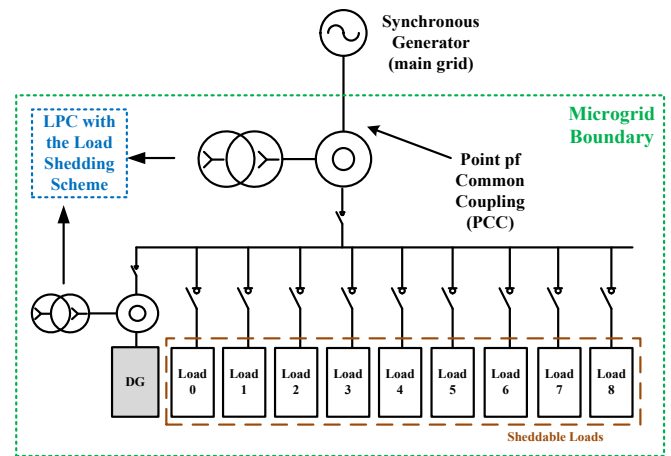 Synchronous
Generator
(main grid)
Microgrid
Boundary
LPC with
the Load
Shedding
Scheme
Point pf
Common
Coupling
(PCC)
DG
Load
0
Load
1
Load
2
Load
3
Load
4
Load
5
Load
6
Load
7
Load
8
Sheddable Loads